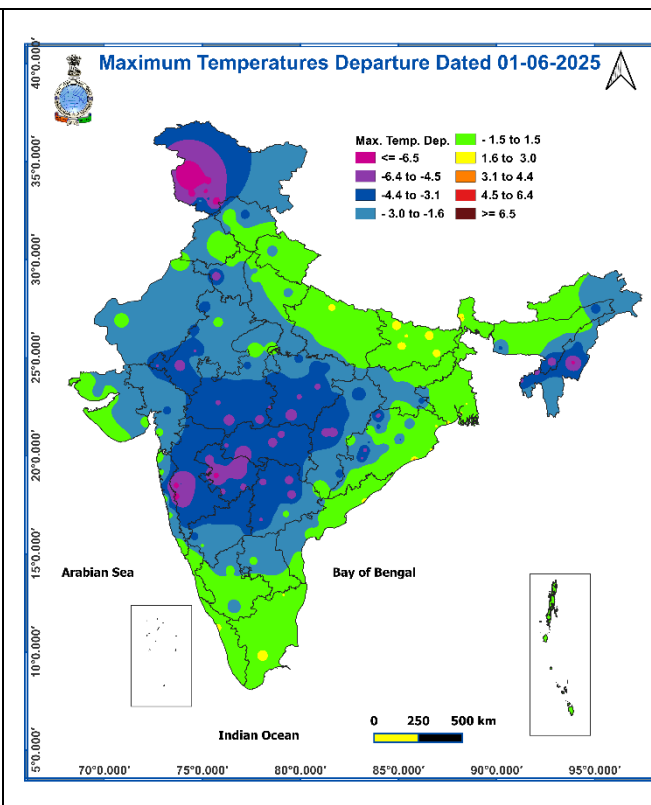 Maximum Temperatures Departure Dated 01-06-2025
Max. Temp. Dep.
<= -6.5
-6.4 to -4.5
-4.4 to -3.1
- 3.0 to -1.6
- 1.5 to 1.5
1.6 to 3.0
3.1 to 4.4
4.5 to 6.4
>= 6.5
40°0.000'
35°0.000'
30°0.000'
25°0.000'
20°0.000'
15°0.000'
10°0.000'
5°0.000'
Arabian Sea
Bay of Bengal
Indian Ocean
0 250 500 km
70°0.000' 75°0.000' 80°0.000' 85°0.000' 90°0.000' 95°0.000'